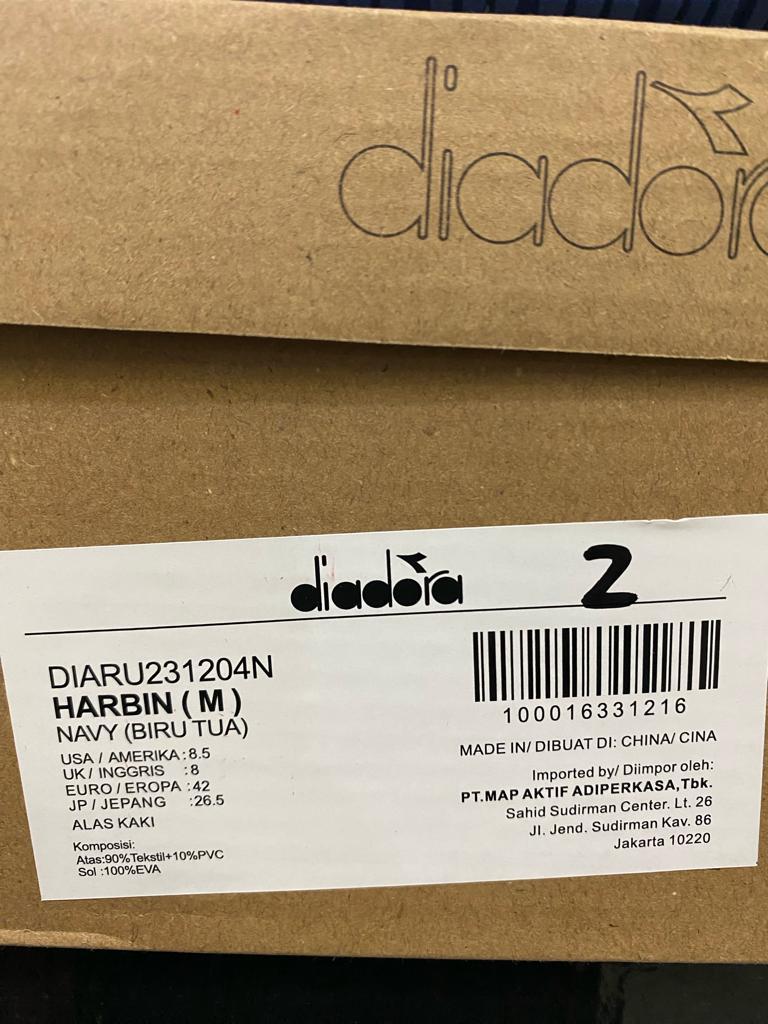 diadora
diadora
2
DIARU231204N
HARBIN ( M )
NAVY (BIRU TUA)
USA / AMERIKA :8.5
UK / INGGRIS :8
EURO / EROPA :42
JP / JEPANG :26.5
ALAS KAKI
Komposisi:
Atas:90%Tekstil+10%PVC
Sol :100%EVA
100016331216
MADE IN/ DIBUAT DI: CHINA/ CINA
Imported by/ Diimpor oleh:
PT.MAP AKTIF ADIPERKASA,Tbk.
Sahid Sudirman Center. Lt. 26
Jl. Jend. Sudirman Kav. 86
Jakarta 10220